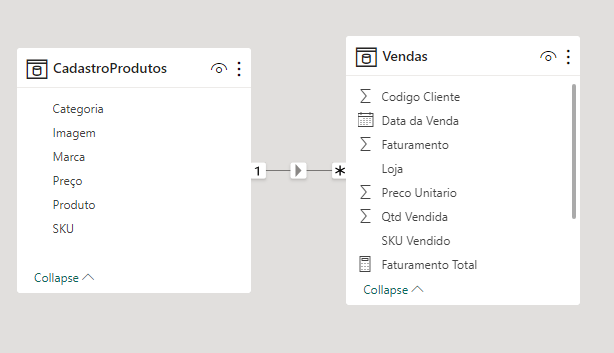 CadastroProdutos
Categoria
Imagem
Marca
Preço
Produto
SKU
Collapse
1
*
Vendas
Codigo Cliente
Data da Venda
Faturamento
Loja
Preco Unitario
Qtd Vendida
SKU Vendido
Faturamento Total
Collapse